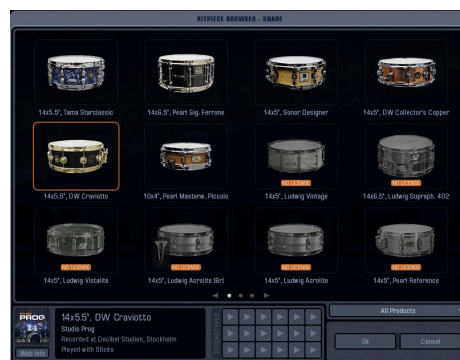 KITPIECE BROWSER - SNARE
14x5.5", Tama Starclassic
14x6.5", Pearl Sig. Ferrone
14x5", Sonor Designer
14x5", DW Collector's Copper
14x5.5", DW Craviotto
10x4", Pearl Masterw. Piccolo
NO LICENSE
14x5", Ludwig Vintage
NO LICENSE
14x6.5", Ludwig Supraph. 402
NO LICENSE
14x5", Ludwig Vistalite
NO LICENSE
14x5", Ludwig Acrolite (Bir)
NO LICENSE
14x5", Ludwig Acrolite
NO LICENSE
14x5", Pearl Reference
PROG
Web Info
14x5.5", DW Craviotto
Studio Prog
Recorded at Decibel Studios, Stockholm
Played with Sticks
All Products
Ok
Cancel